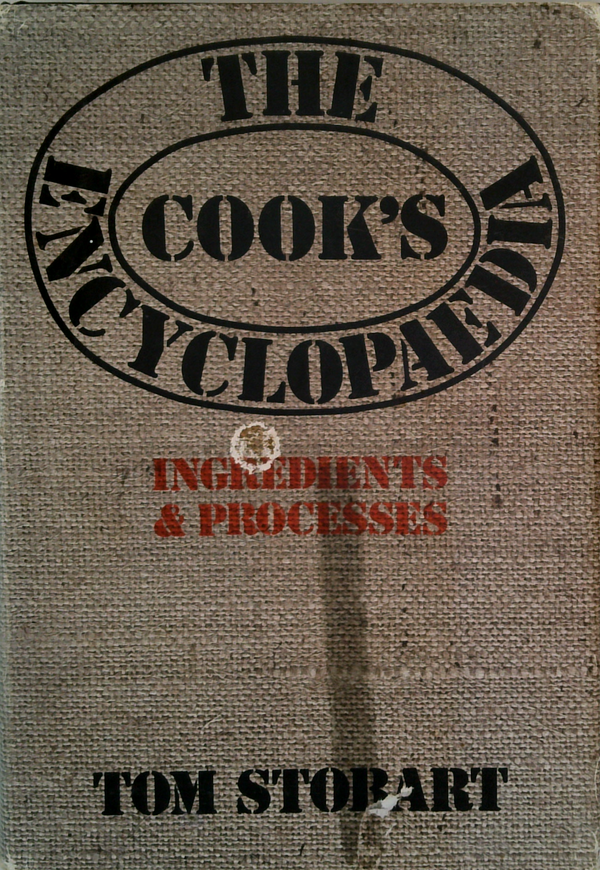 THE
COOK'S
ENCYCLOPAEDIA
INGREDIENTS
& PROCESSES
TOM STOBART